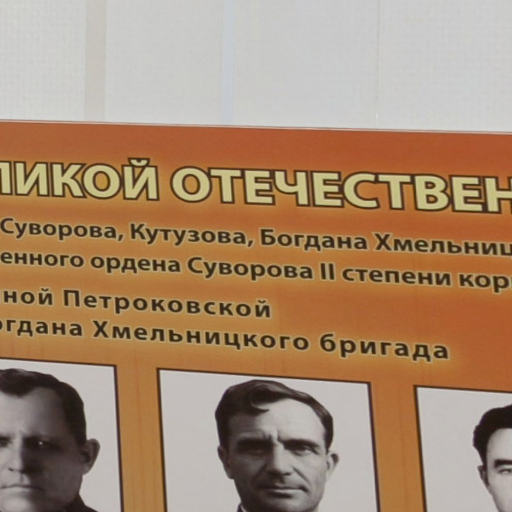 ЛИКОЙ ОТЕЧЕСТВЕН
Суворова, Кутузова, Богдана Хмельниц
енного ордена Суворова II степени кор
ной Петроковской
огдана Хмельницкого бригада